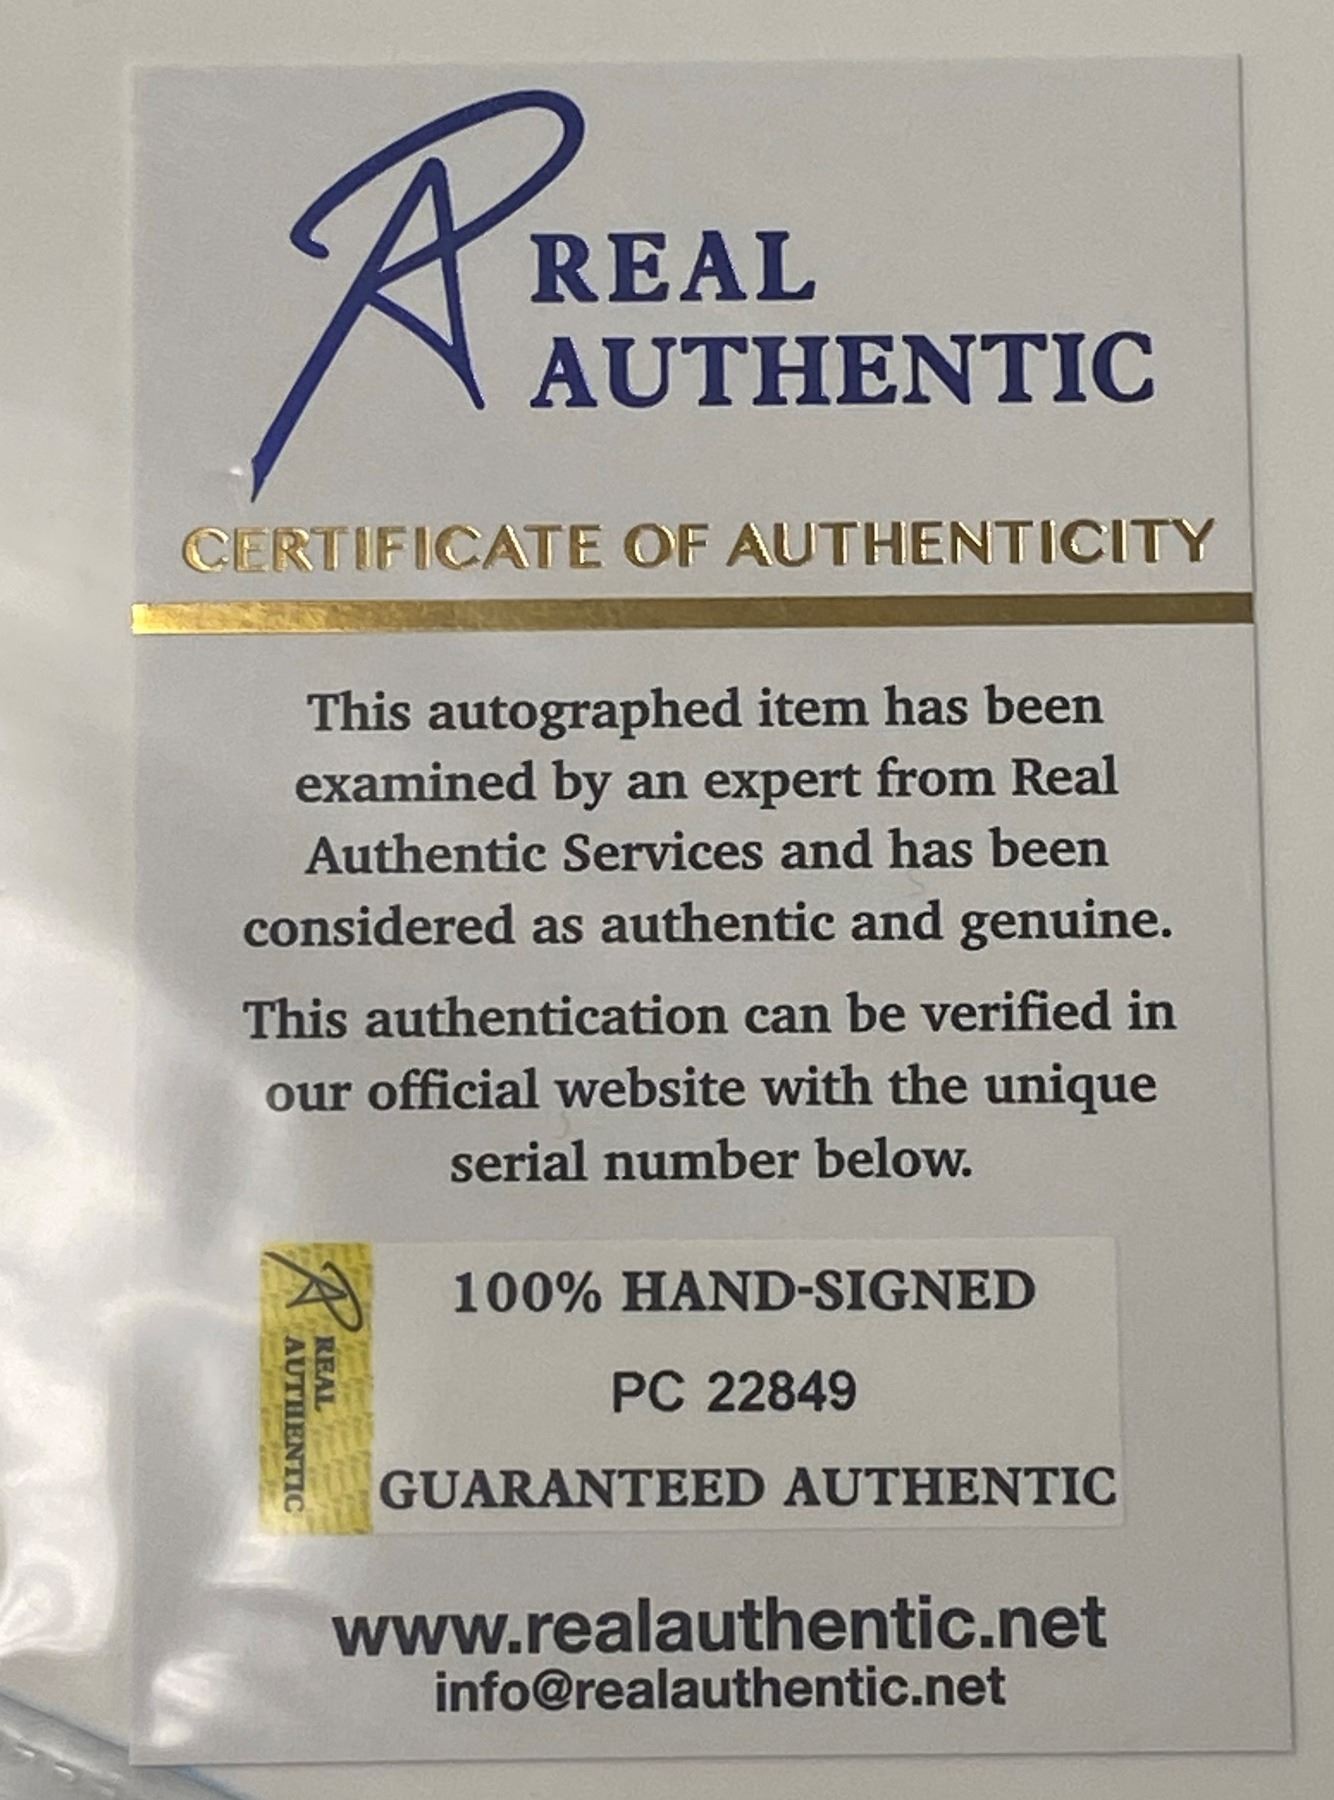 REAL
AUTHENTIC
CERTIFICATE OF AUTHENTICITY
This autographed item has been
examined by an expert from Real
Authentic Services and has been
considered as authentic and genuine.
This authentication can be verified in
our official website with the unique
serial number below.
REAL
AUTHENTIC
100% HAND-SIGNED
PC 22849
GUARANTEED AUTHENTIC
www.realauthentic.net
info@realauthentic.net